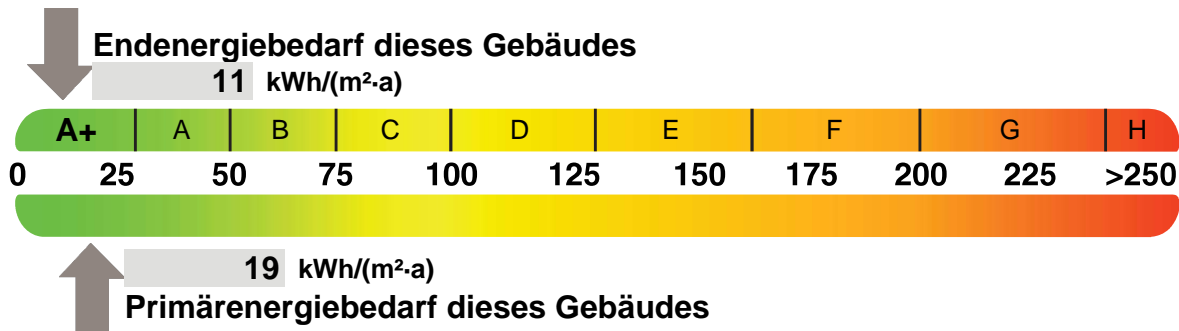 Endenergiebedarf dieses Gebäudes
11 kWh/(m²·a)
A+ A B C D E F G H
0 25 50 75 100 125 150 175 200 225 >250
19 kWh/(m²·a)
Primärenergiebedarf dieses Gebäudes